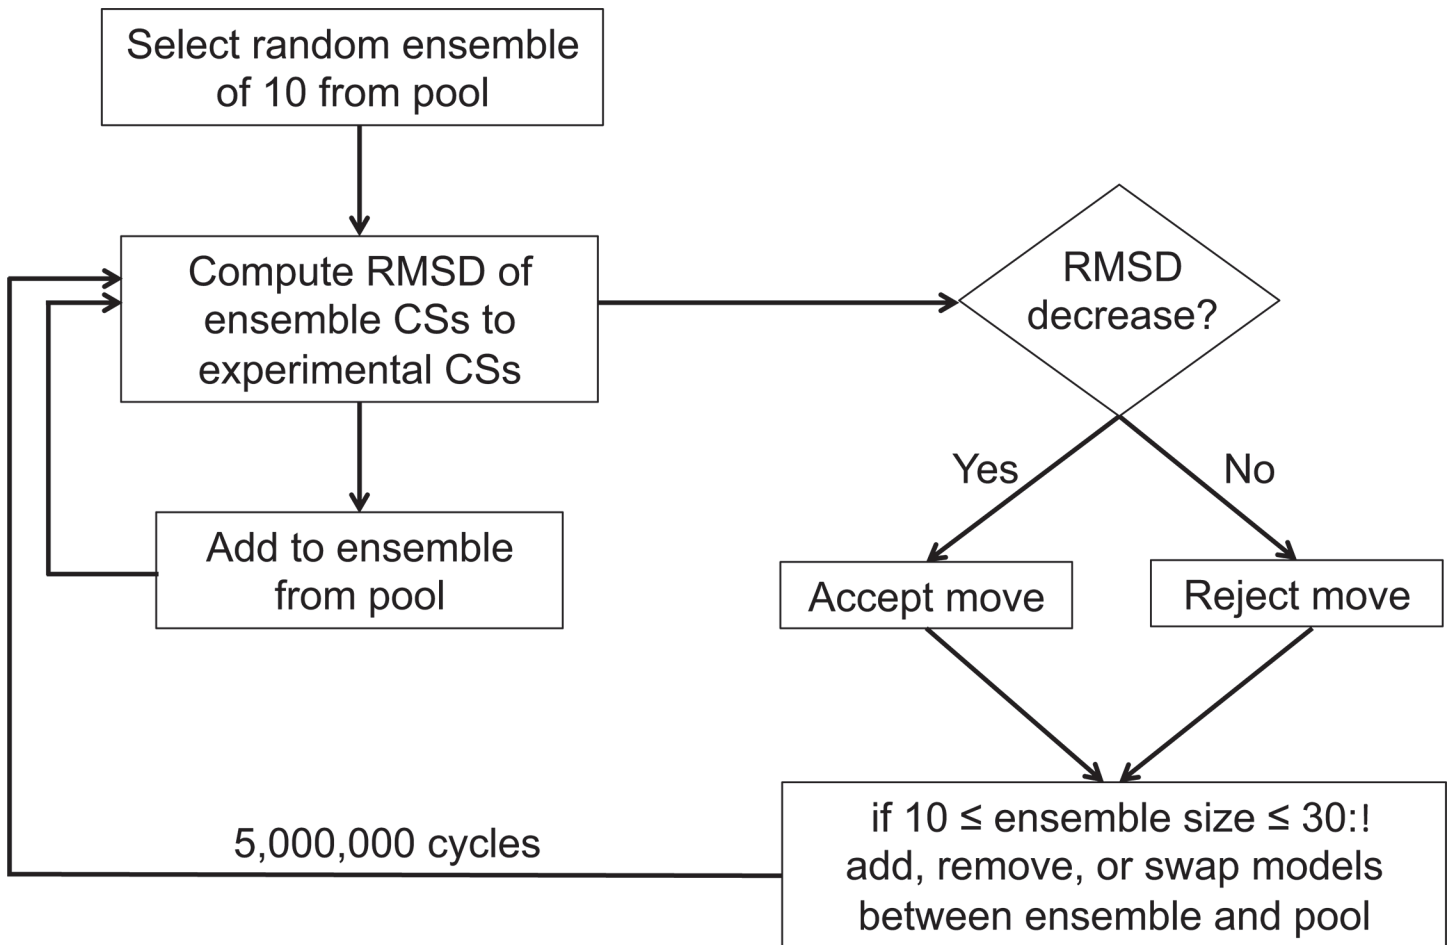 Select random ensemble
of 10 from pool
Compute RMSD of
ensemble CSs to
experimental CSs
RMSD
decrease?
Yes
No
Add to ensemble
from pool
Accept move
Reject move
if 10 ≤ ensemble size ≤ 30:!
add, remove, or swap models
between ensemble and pool
5,000,000 cycles